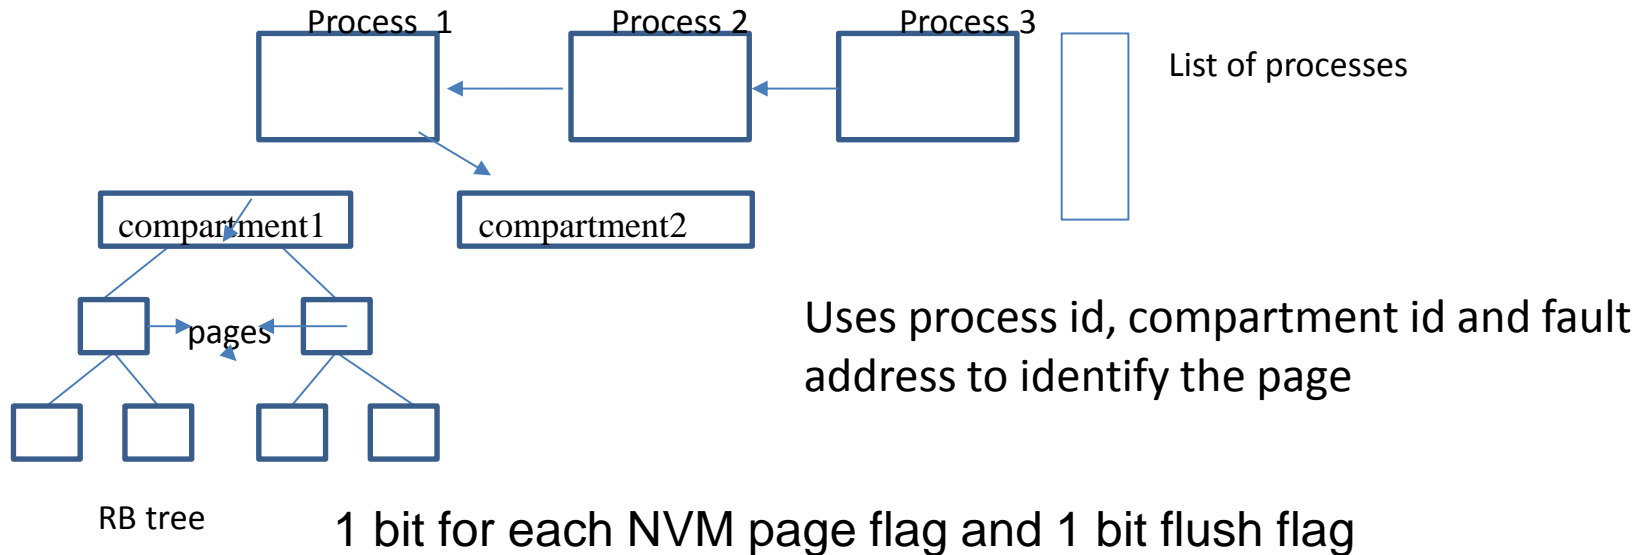 Process  1
Process 2
Process 3
List of processes
compartment1
compartment2
pages
Uses process id, compartment id and fault
address to identify the page
RB tree
1 bit for each NVM page flag and 1 bit flush flag